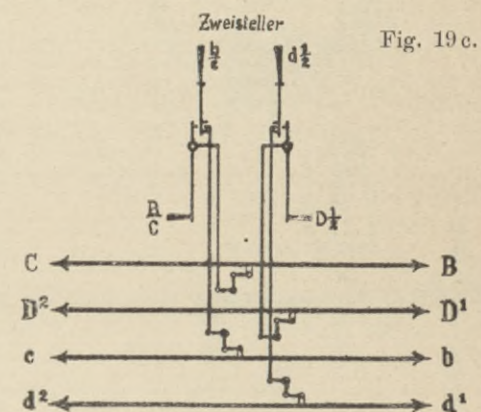 Zweisteller
Fig. 19 c.
b/c d 1/2
B/C D 1/2
C B
D² D¹
c b
d² d¹